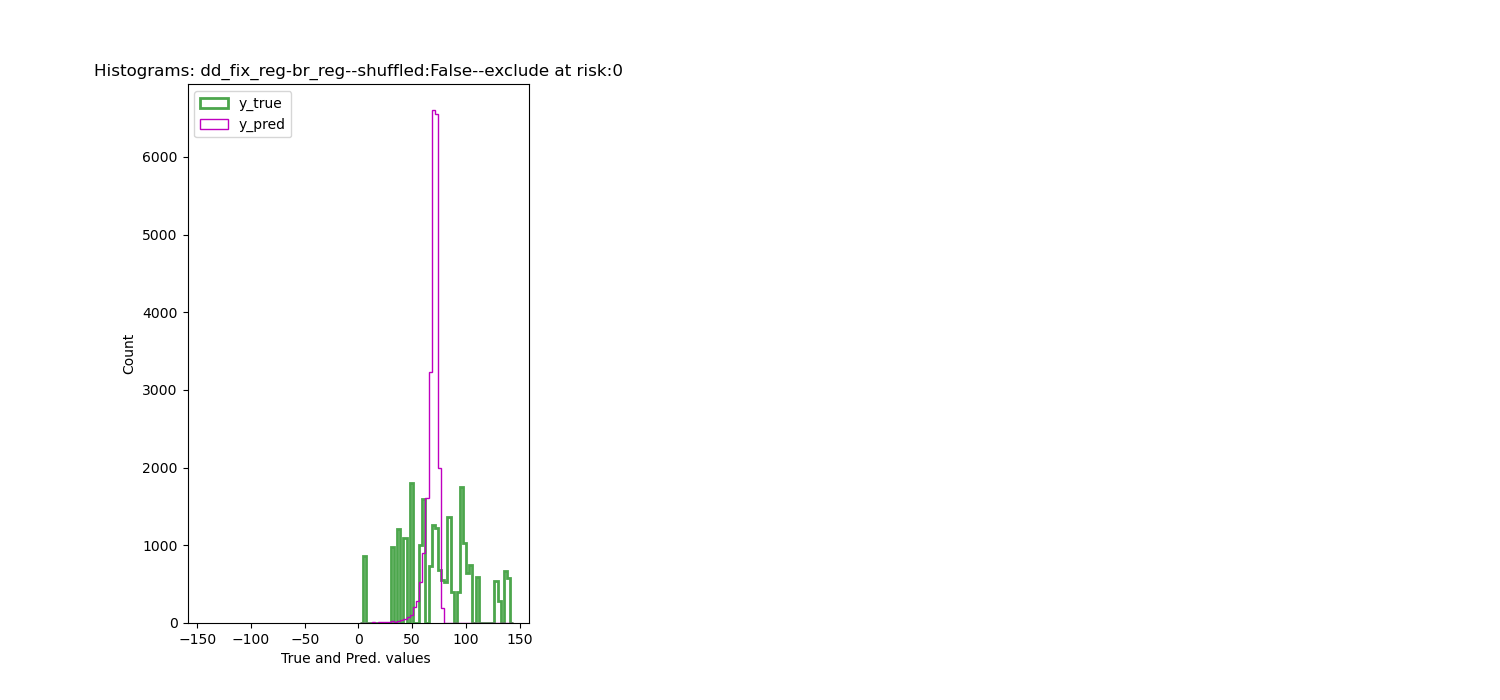 Histograms: dd_fix_reg-br_reg--shuffled:False--exclude at risk:0
y_true
y_pred
6000
5000
4000
3000
2000
1000
0
Count
−150
−100
−50
0
50
100
150
True and Pred. values